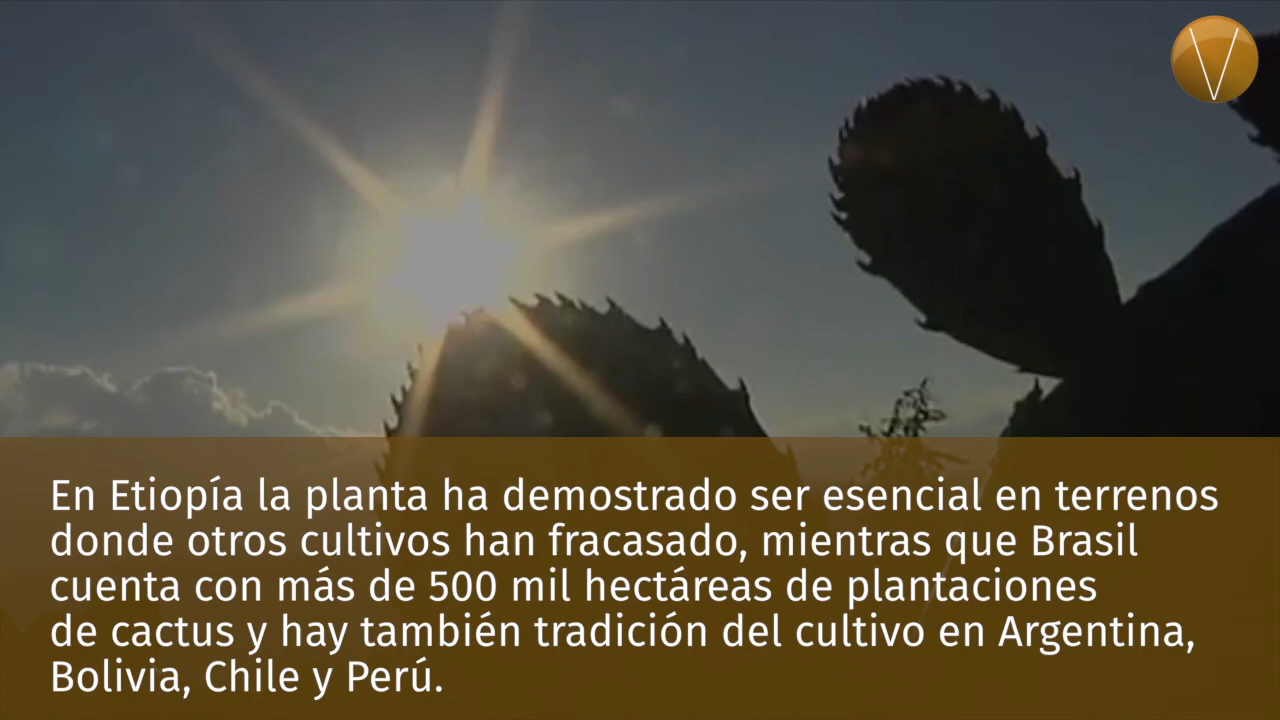 V
En Etiopía la planta ha demostrado ser esencial en terrenos
donde otros cultivos han fracasado, mientras que Brasil
cuenta con más de 500 mil hectáreas de plantaciones
de cactus y hay también tradición del cultivo en Argentina,
Bolivia, Chile y Perú.